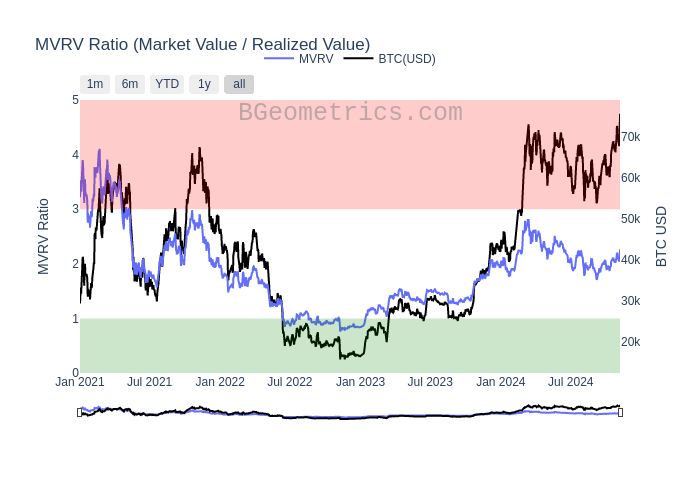 MVRV Ratio (Market Value / Realized Value)
MVRV BTC(USD)
1m 6m YTD 1y all
BGeometrics.com
5
4
3
2
1
0
MVRV Ratio
70k
60k
50k
40k
30k
20k
BTC USD
Jan 2021 Jul 2021 Jan 2022 Jul 2022 Jan 2023 Jul 2023 Jan 2024 Jul 2024